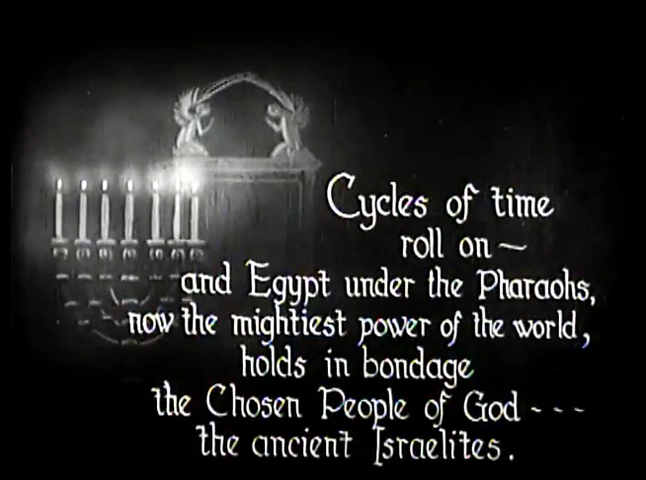 Cycles of time
roll on~
and Egypt under the Pharaohs,
now the mightiest power of the world,
holds in bondage
the Chosen People of God - - -
the ancient Israelites.